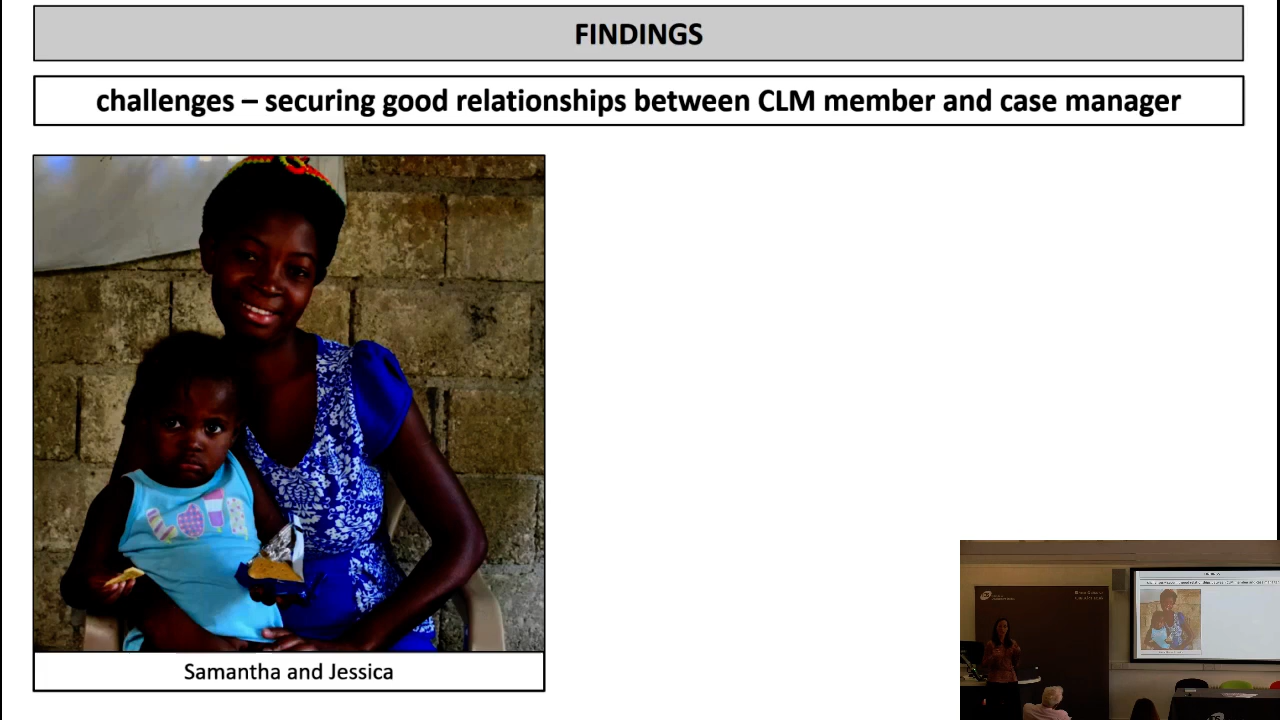 FINDINGS
challenges – securing good relationships between CLM member and case manager
Samantha and Jessica